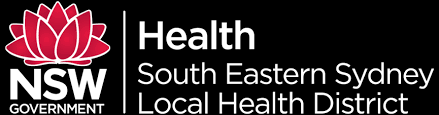 NSW
GOVERNMENT
Health
South Eastern Sydney
Local Health District